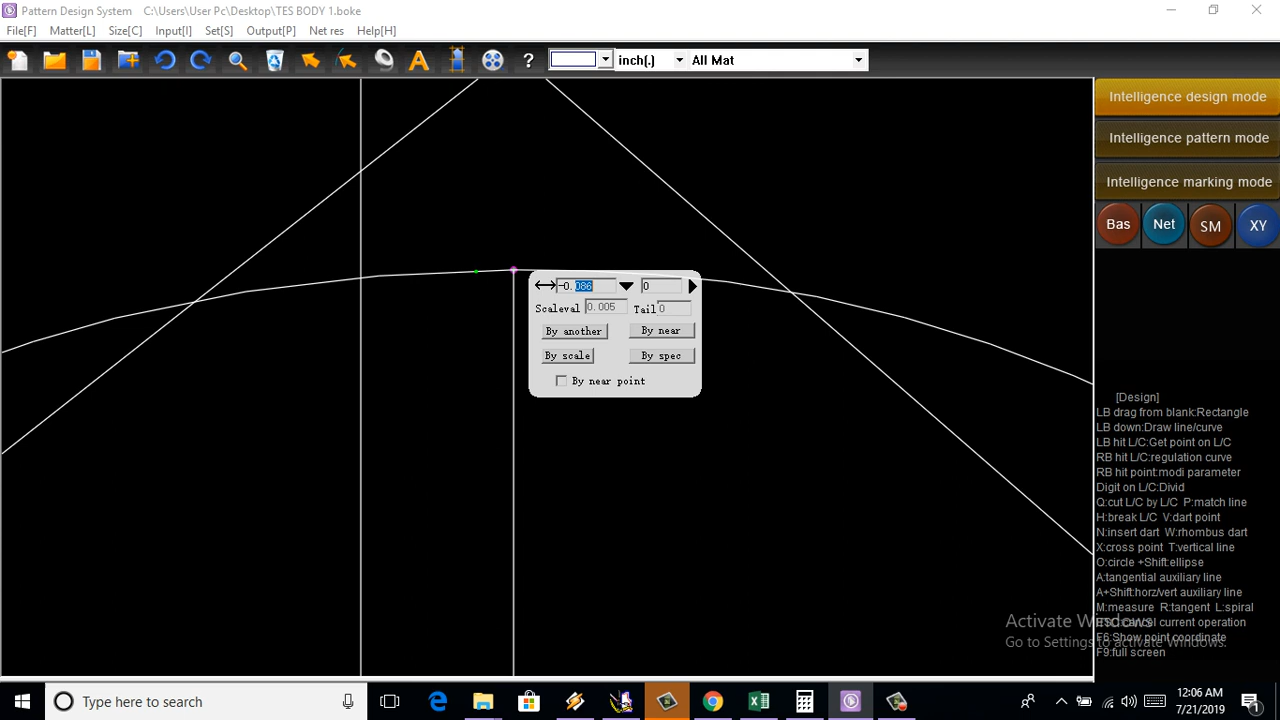 Pattern Design System C:\Users\User Pc\Desktop\TES BODY 1.boke
File[F] Matter[L] Size[C] Input[I] Set[S] Output[P] Net res Help[H]
A ? inch(.) All Mat
Intelligence design mode
Intelligence pattern mode
Intelligence marking mode
Bas Net SM XY
-0.086 0
Scaleval 0.005 Tail 0
By another By near
By scale By spec
By near point
[Design]
LB drag from blank:Rectangle
LB down:Draw line/curve
LB hit L/C:Get point on L/C
RB hit L/C:regulation curve
RB hit point:modi parameter
Digit on L/C:Divid
Q:cut L/C by L/C P:match line
H:break L/C V:dart point
N:insert dart W:rhombus dart
X:cross point T:vertical line
O:circle +Shift:ellipse
A:tangential auxiliary line
A+Shift:horz/vert auxiliary line
M:measure R:tangent L:spiral
cancel current operation
F6:Show point coordinate
F9:full screen
Activate Windows
Go to Settings to activate Windows.
Type here to search
12:06 AM
7/21/2019
1